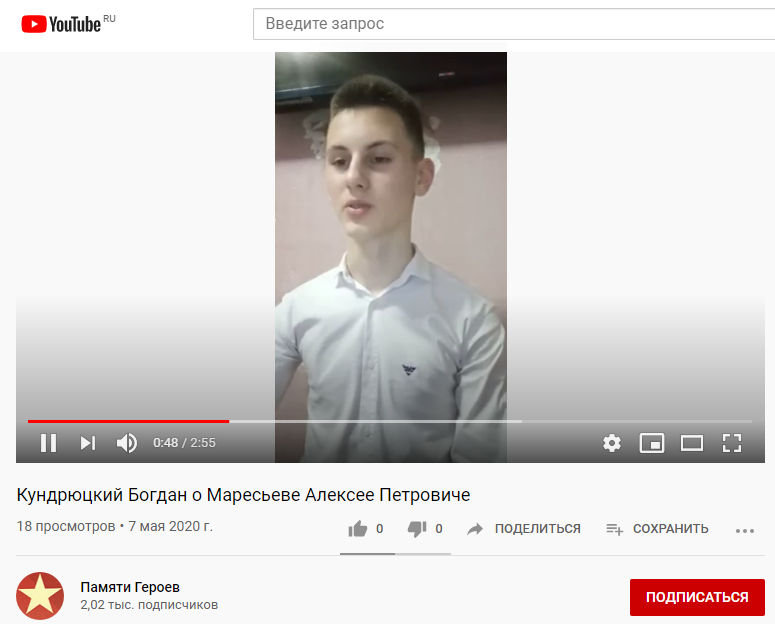 YouTube RU
Введите запрос
0:48 / 2:55
Кундрюцкий Богдан о Маресьеве Алексее Петровиче
18 просмотров • 7 мая 2020 г.
0
0
ПОДЕЛИТЬСЯ
СОХРАНИТЬ
Памяти Героев
2,02 тыс. подписчиков
ПОДПИСАТЬСЯ